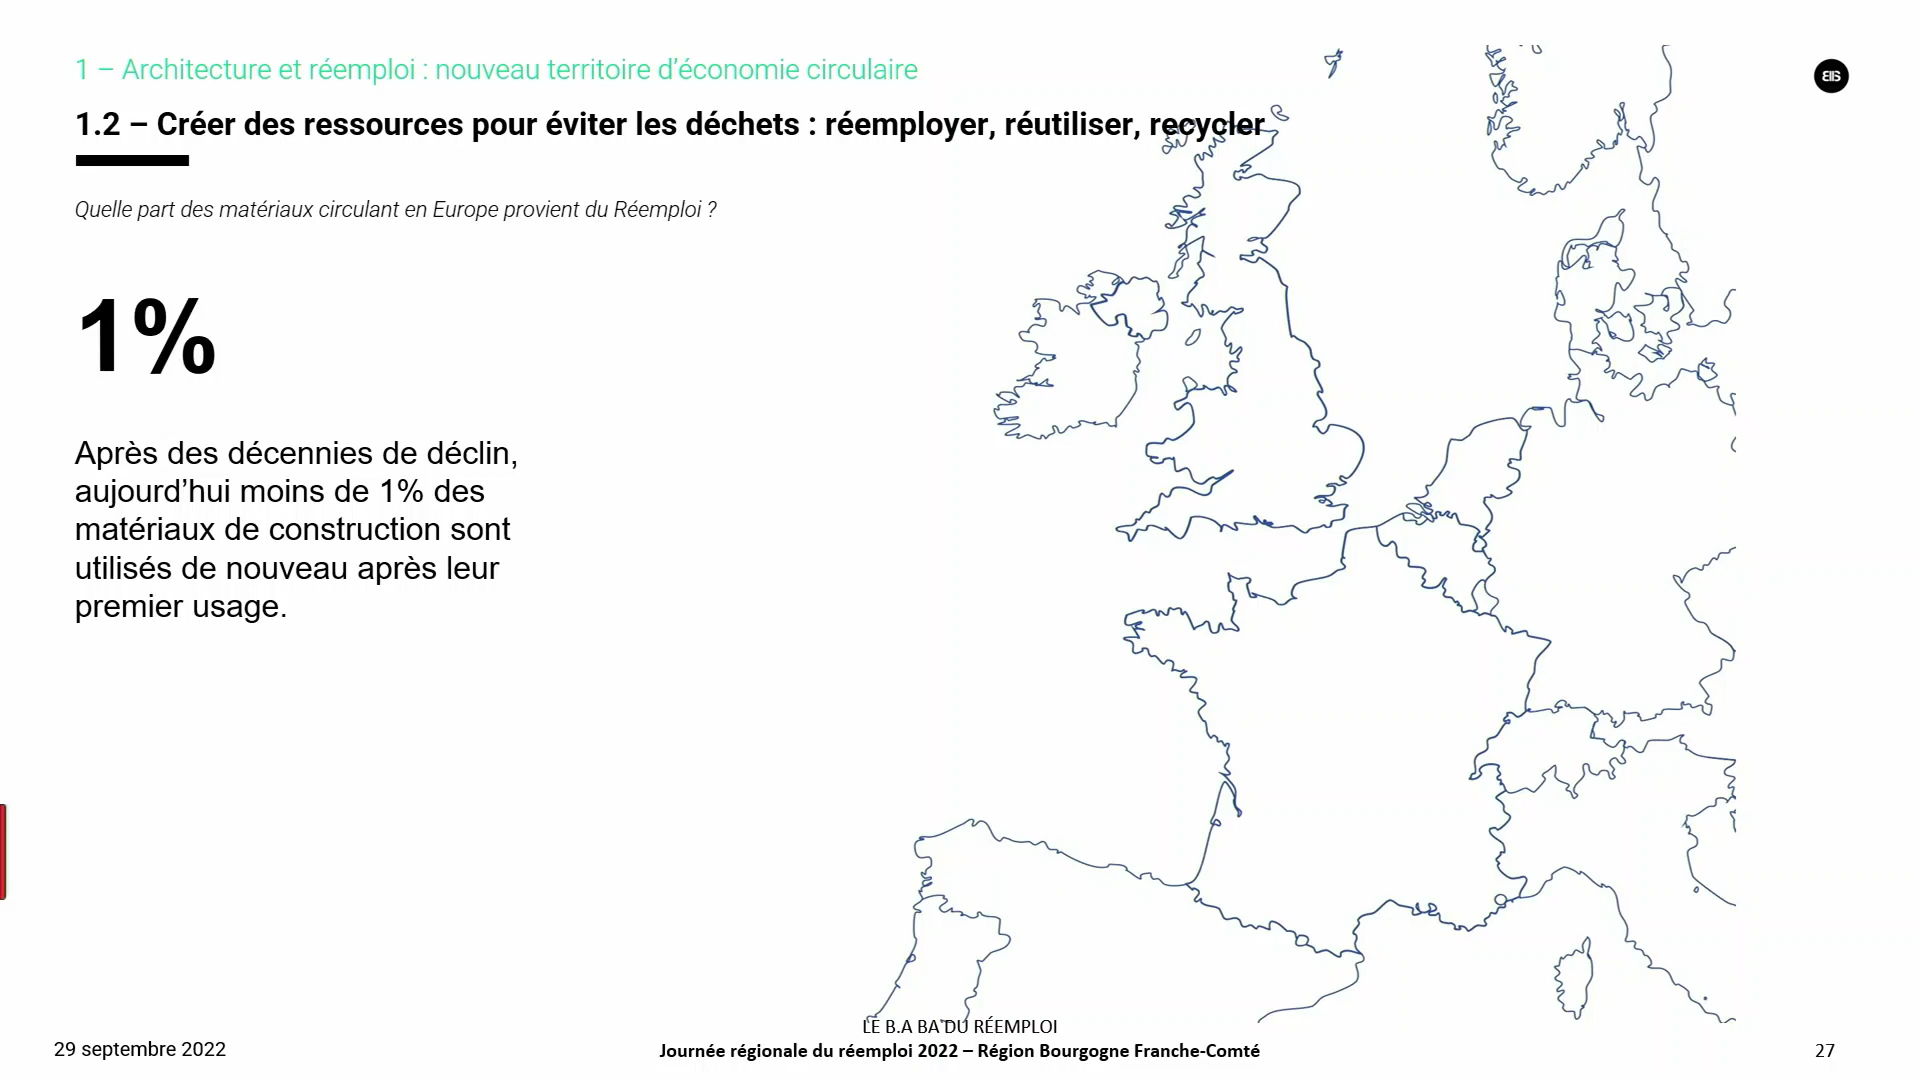 1 – Architecture et réemploi : nouveau territoire d’économie circulaire
1.2 – Créer des ressources pour éviter les déchets : réemployer, réutiliser, recycler
Quelle part des matériaux circulant en Europe provient du Réemploi ?
1%
Après des décennies de déclin,
aujourd’hui moins de 1% des
matériaux de construction sont
utilisés de nouveau après leur
premier usage.
LE B.A BA DU RÉEMPLOI
29 septembre 2022
Journée régionale du réemploi 2022 – Région Bourgogne Franche-Comté
27